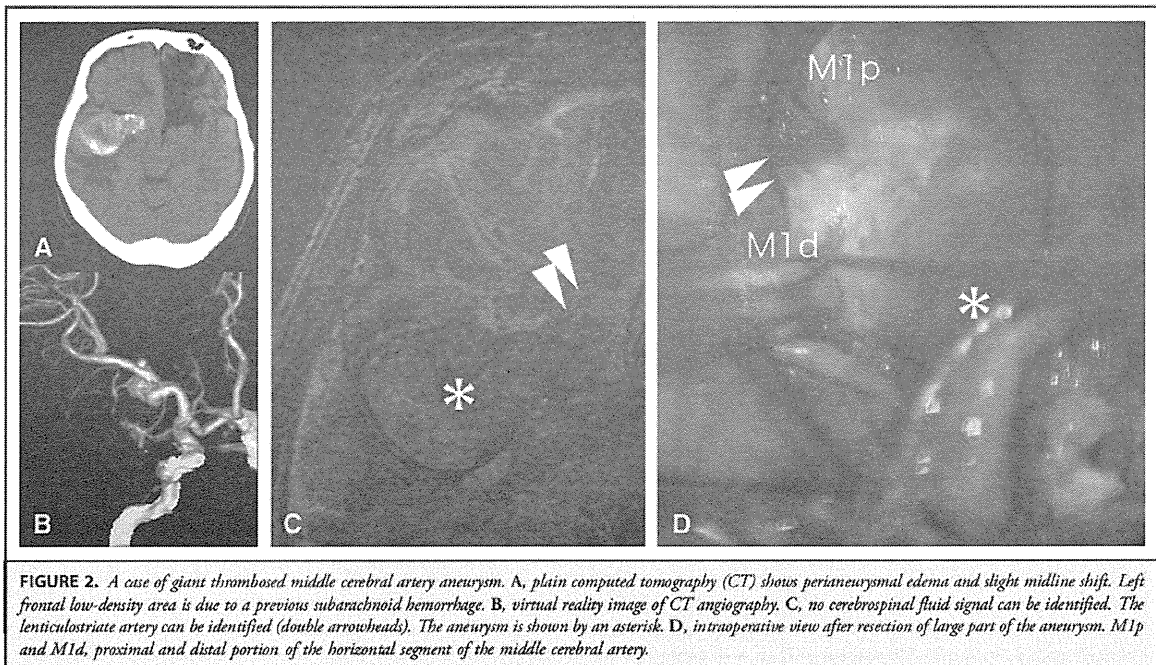 M1p
M1d
*
*
A
B
C
D
FIGURE 2. A case of giant thrombosed middle cerebral artery aneurysm. A, plain computed tomography (CT) shows perianeurysmal edema and slight midline shift. Left
frontal low-density area is due to a previous subarachnoid hemorrhage. B, virtual reality image of CT angiography. C, no cerebrospinal fluid signal can be identified. The
lenticulostriate artery can be identified (double arrowheads). The aneurysm is shown by an asterisk. D, intraoperative view after resection of large part of the aneurysm. M1p
and M1d, proximal and distal portion of the horizontal segment of the middle cerebral artery.